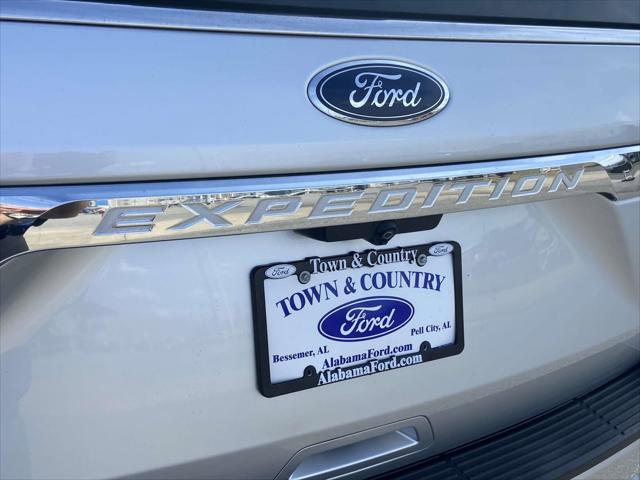 Ford
EXPEDITION
Town & Country
Ford
Ford
TOWN & COUNTRY
Ford
Bessemer, AL
Pell City, AL
AlabamaFord.com
AlabamaFord.com